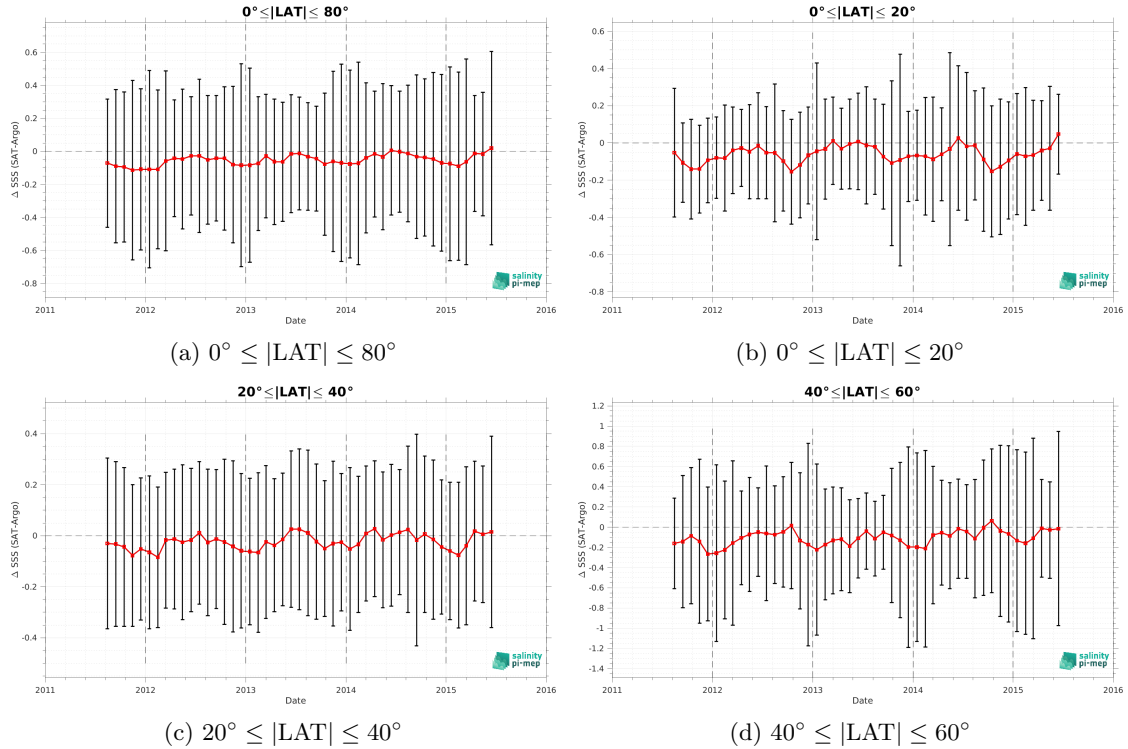 0°≤|LAT|≤ 80°
Δ SSS (SAT-Argo)
0.6
0.4
0.2
0
-0.2
-0.4
-0.6
-0.8
2011 2012 2013 2014 2015 2016
Date
salinity
pi-mep
(a) 0° ≤ |LAT| ≤ 80°
0°≤|LAT|≤ 20°
Δ SSS (SAT-Argo)
0.6
0.4
0.2
0
-0.2
-0.4
-0.6
-0.8
2011 2012 2013 2014 2015 2016
Date
salinity
pi-mep
(b) 0° ≤ |LAT| ≤ 20°
20°≤|LAT|≤ 40°
Δ SSS (SAT-Argo)
0.4
0.2
0
-0.2
-0.4
2011 2012 2013 2014 2015 2016
Date
salinity
pi-mep
(c) 20° ≤ |LAT| ≤ 40°
40°≤|LAT|≤ 60°
Δ SSS (SAT-Argo)
1.2
1
0.8
0.6
0.4
0.2
0
-0.2
-0.4
-0.6
-0.8
-1
-1.2
-1.4
2011 2012 2013 2014 2015 2016
Date
salinity
pi-mep
(d) 40° ≤ |LAT| ≤ 60°